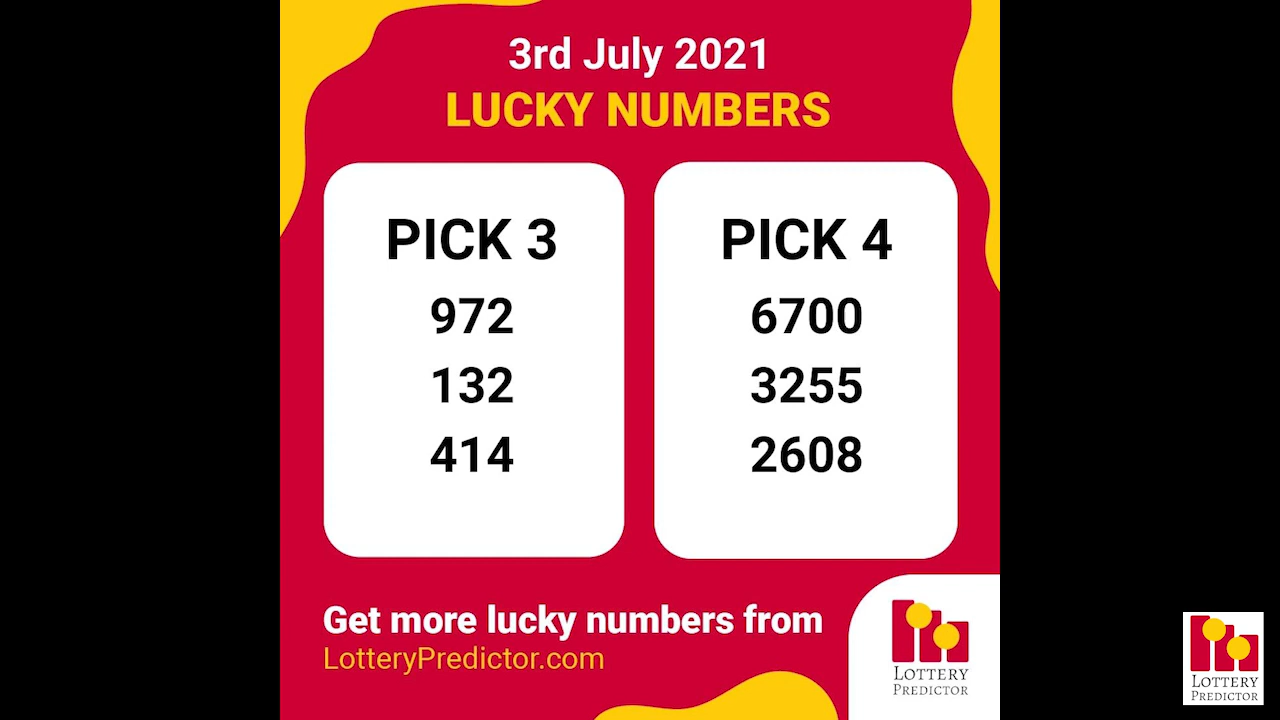 3rd July 2021
LUCKY NUMBERS
PICK 3
972
132
414
PICK 4
6700
3255
2608
Get more lucky numbers from
LotteryPredictor.com
LOTTERY
PREDICTOR
LOTTERY
PREDICTOR